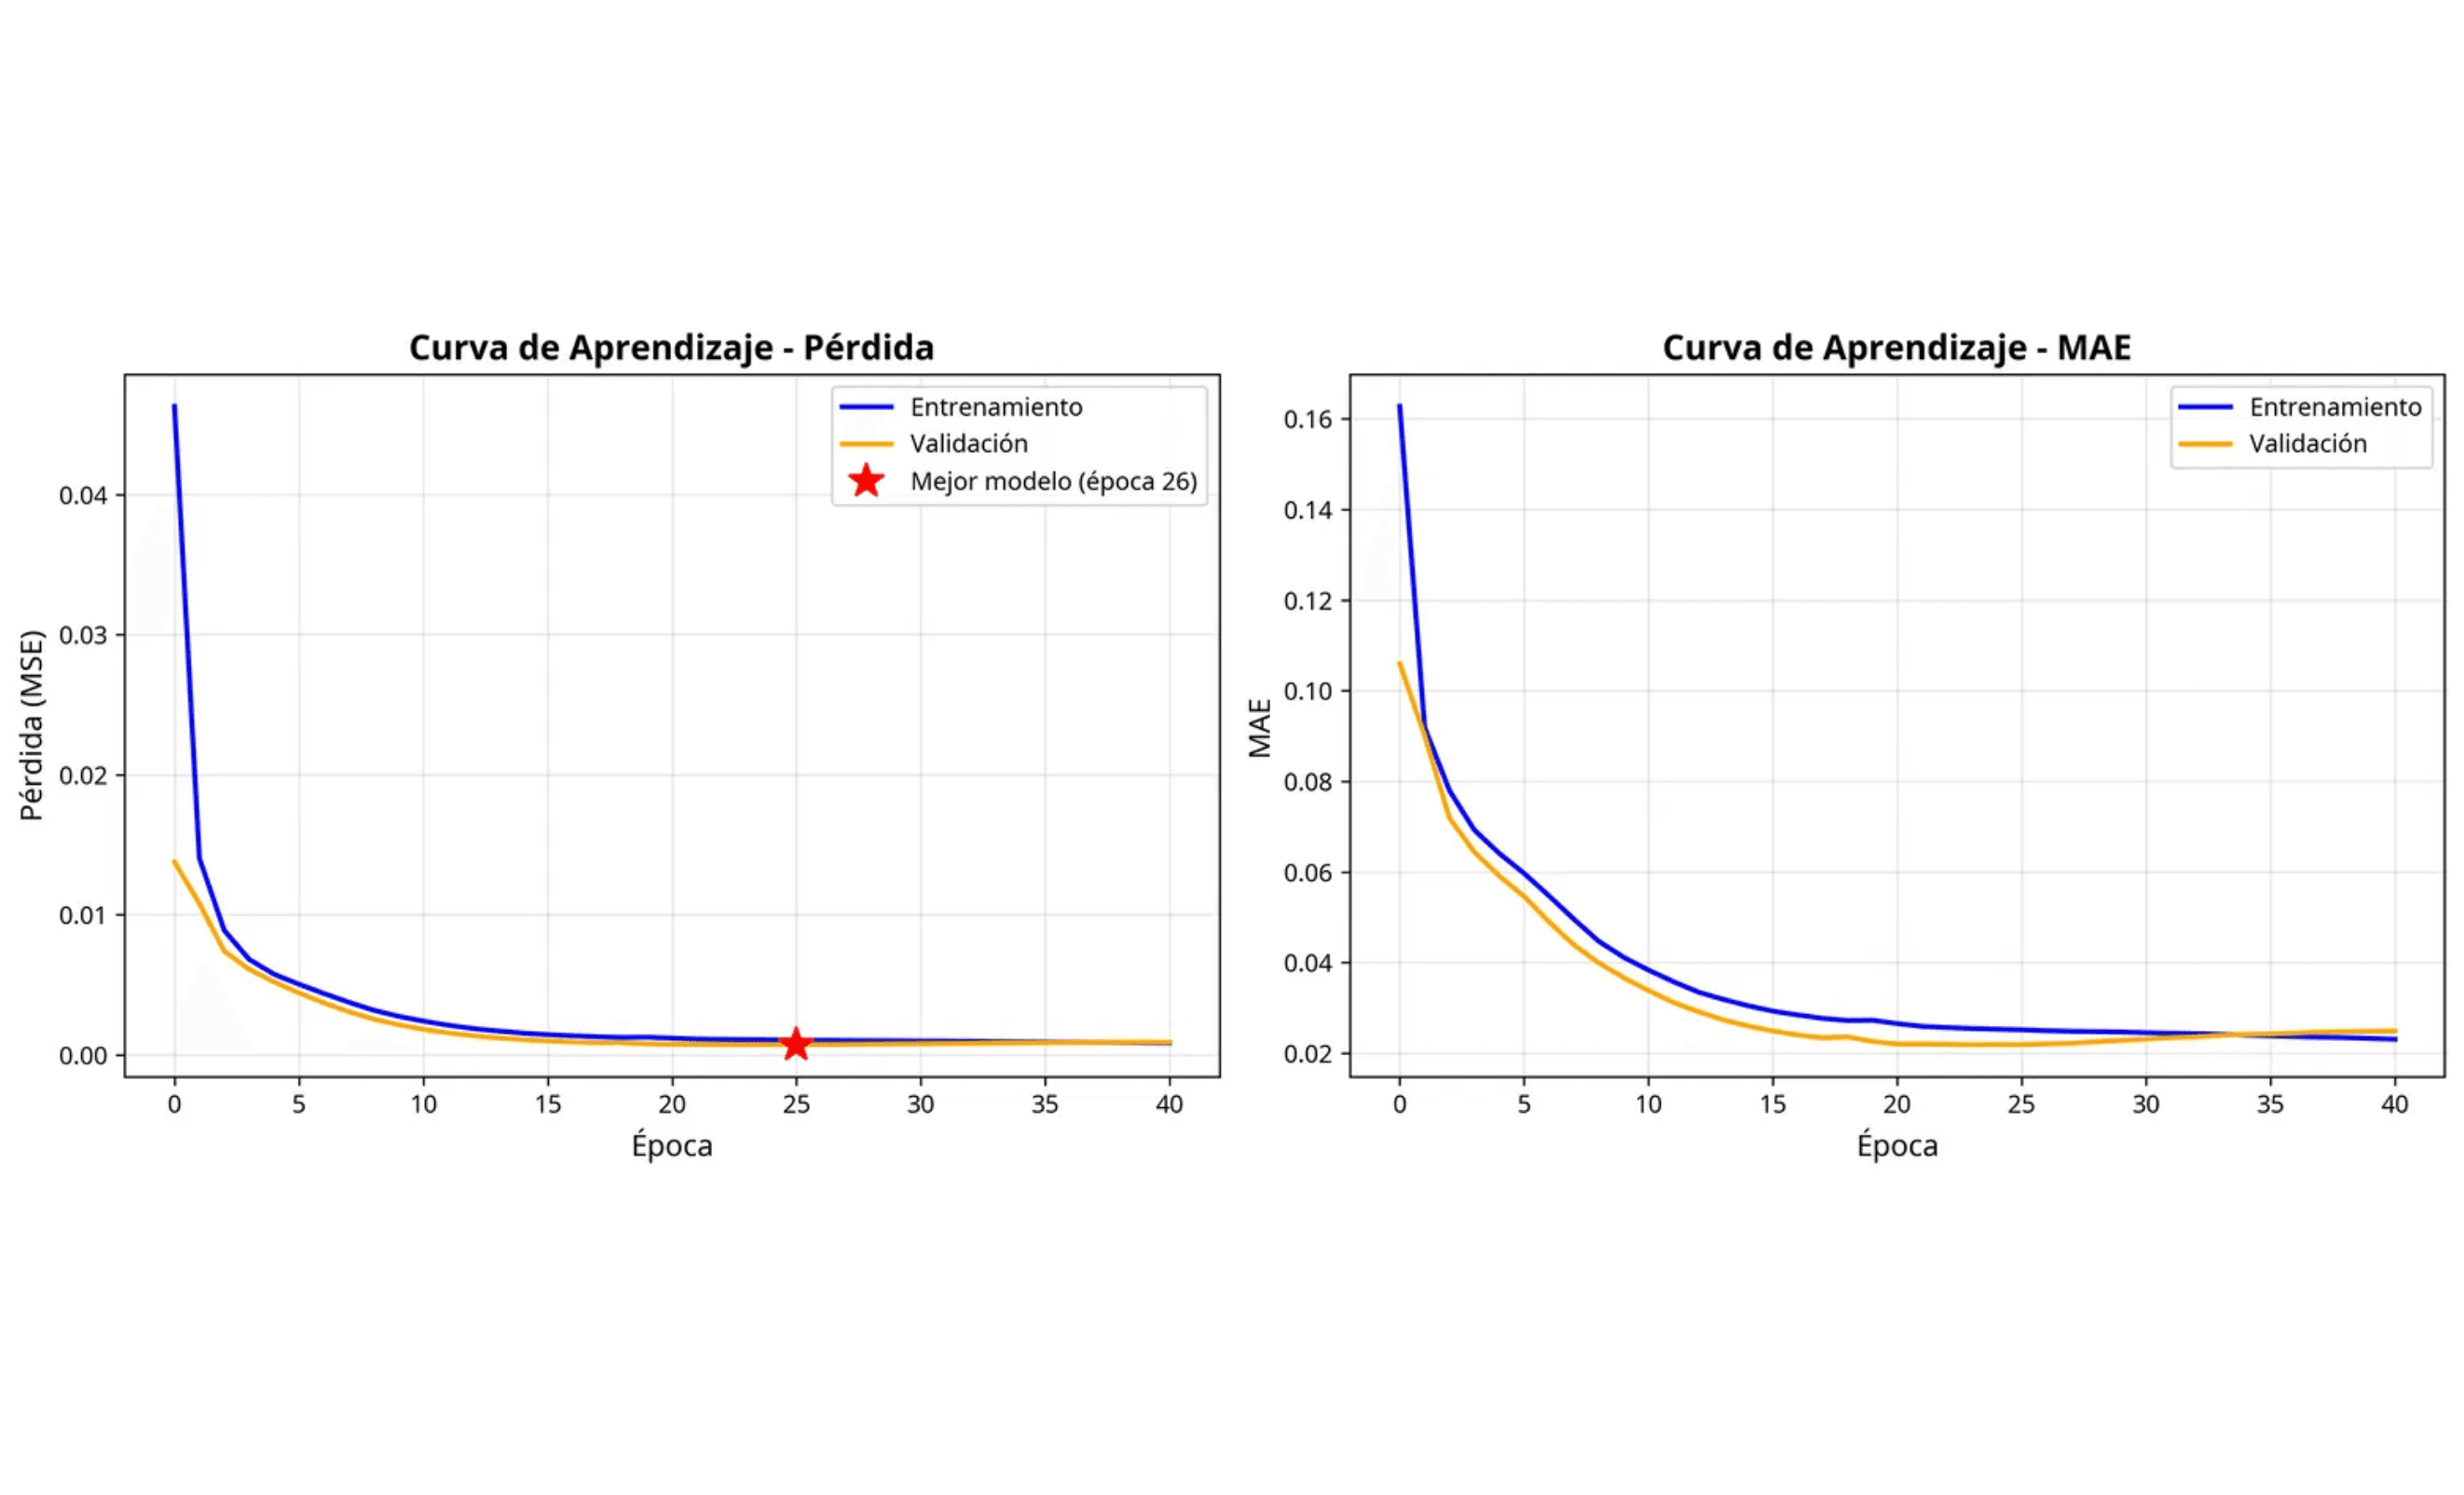 Curva de Aprendizaje - Pérdida
Entrenamiento
Validación
Mejor modelo (época 26)
Pérdida (MSE)
0.04
0.03
0.02
0.01
0.00
0 5 10 15 20 25 30 35 40
Época
Curva de Aprendizaje - MAE
Entrenamiento
Validación
MAE
0.16
0.14
0.12
0.10
0.08
0.06
0.04
0.02
0 5 10 15 20 25 30 35 40
Época